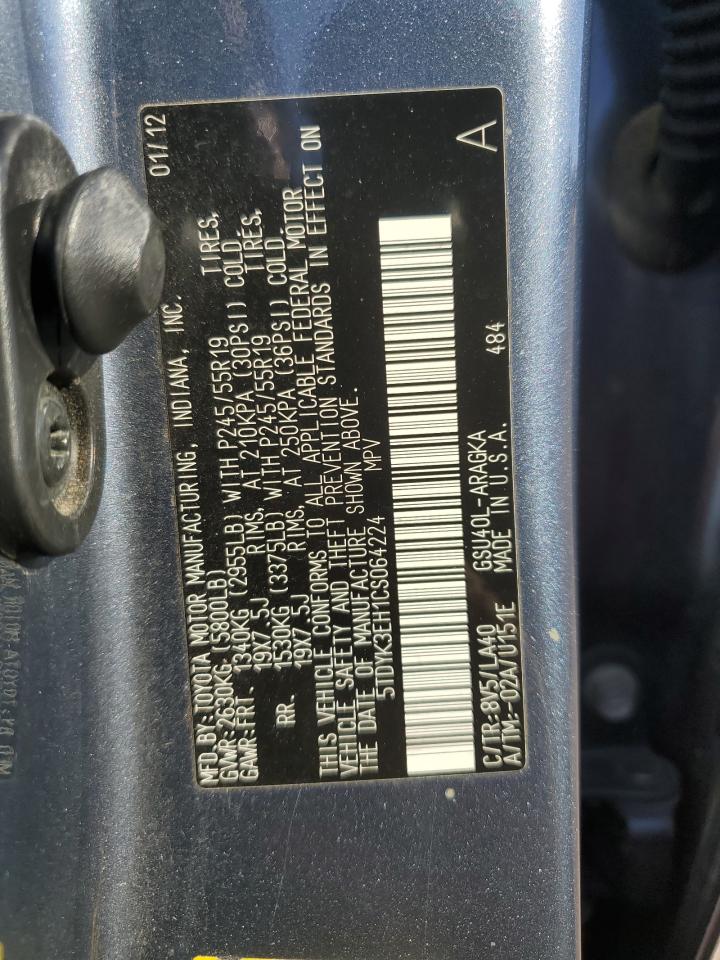 MFD. BY: TOYOTA MOTOR MANUFACTURING, INDIANA, INC. 01/12
GVWR: 2630KG (5800LB)
GAWR: FRT. 1340KG (2955LB) WITH P245/55R19 TIRES,
19X7.5J RIMS, AT 210KPA (30PSI) COLD
RR. 1530KG (3375LB) WITH P245/55R19 TIRES,
19X7.5J RIMS, AT 250KPA (36PSI) COLD
THIS VEHICLE CONFORMS TO ALL APPLICABLE FEDERAL MOTOR
VEHICLE SAFETY AND THEFT PREVENTION STANDARDS IN EFFECT ON
THE DATE OF MANUFACTURE SHOWN ABOVE.
5TDYK3EH1CS064224 MPV
A
C/TR:8V5/LA40 GSU40L-ARAGKA 484
A/TM:-02A/U151E MADE IN U.S.A.